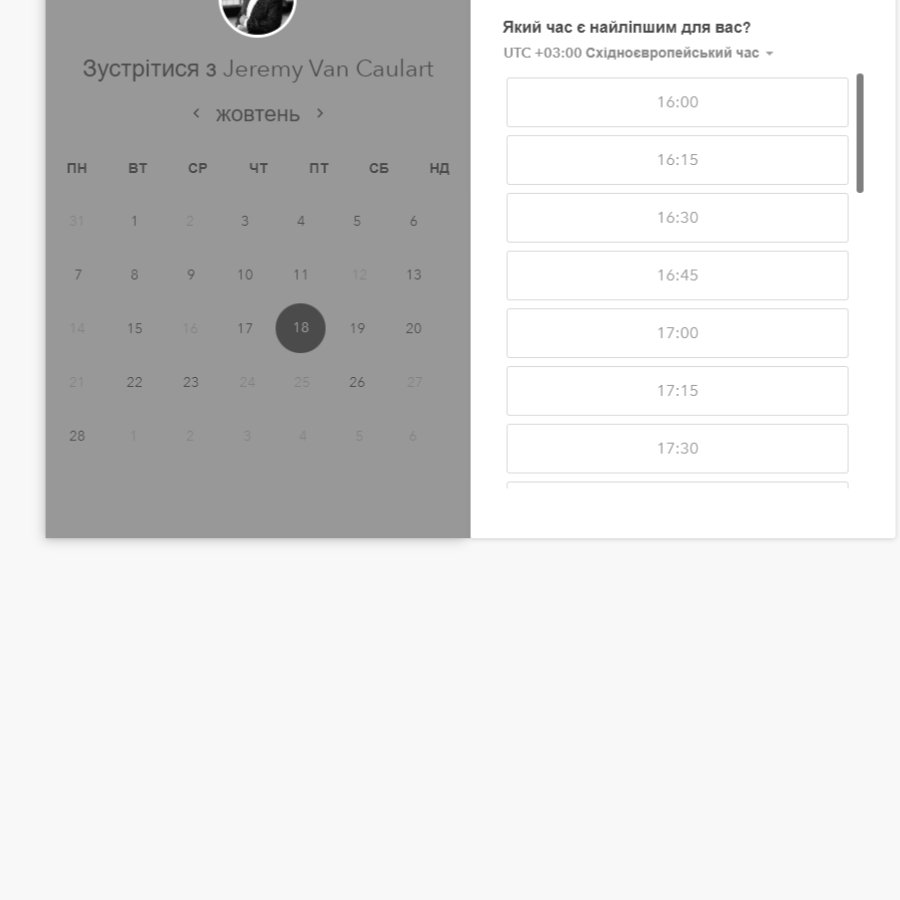 Зустрітися з Jeremy Van Caulart
жовтень
ПН ВТ СР ЧТ ПТ СБ НД
31 1 2 3 4 5 6
7 8 9 10 11 12 13
14 15 16 17 18 19 20
21 22 23 24 25 26 27
28 1 2 3 4 5 6
Який час є найліпшим для вас?
UTC +03:00 Східноєвропейський час
16:00
16:15
16:30
16:45
17:00
17:15
17:30